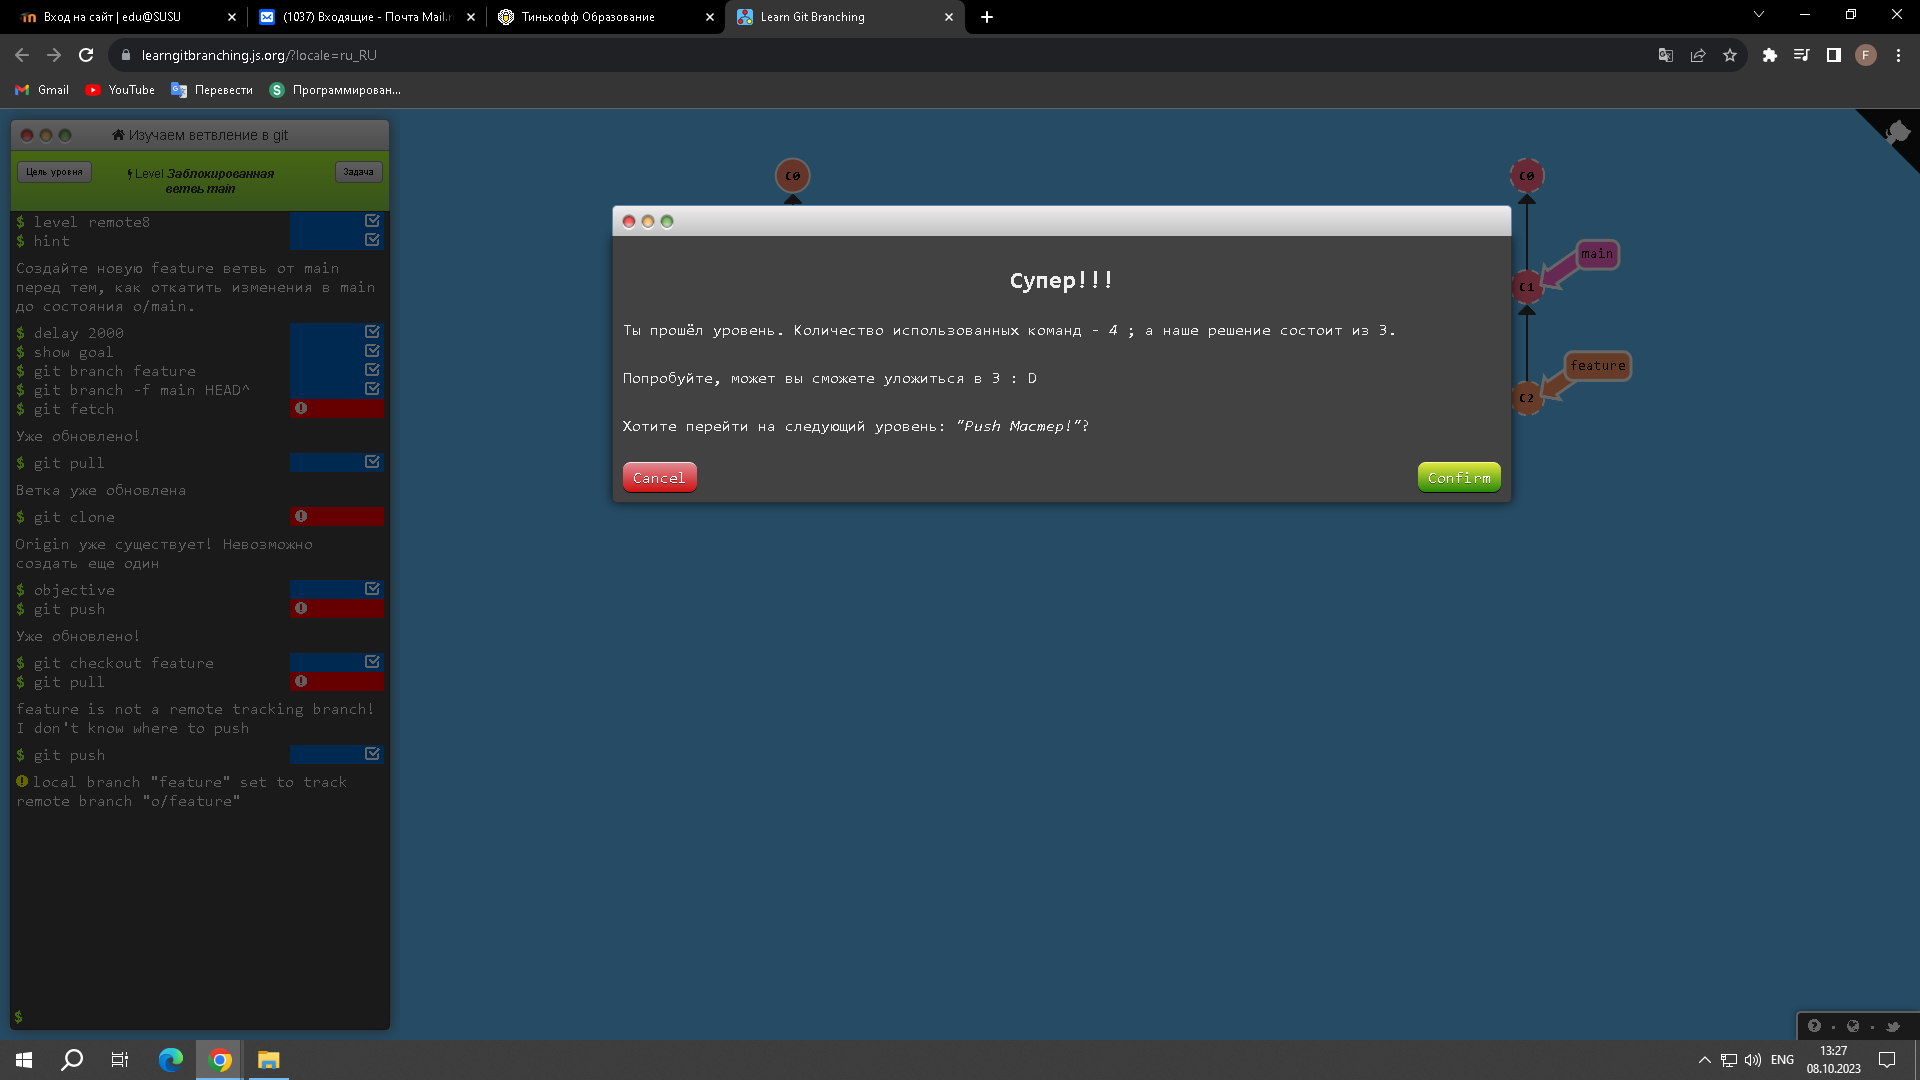 Вход на сайт | edu@SUSU
(1037) Входящие - Почта Mail.r
Тинькофф Образование
Learn Git Branching
learngitbranching.js.org/?locale=ru_RU
F
Gmail
YouTube
Перевести
Программирован...
Изучаем ветвление в git
Цель уровня
Level Заблокированная
ветвь main
Задача
$ level remote8
$ hint
Создайте новую feature ветвь от main
перед тем, как откатить изменения в main
до состояния o/main.
$ delay 2000
$ show goal
$ git branch feature
$ git branch -f main HEAD^
$ git fetch
Уже обновлено!
$ git pull
Ветка уже обновлена
$ git clone
Origin уже существует! Невозможно
создать еще один
$ objective
$ git push
Уже обновлено!
$ git checkout feature
$ git pull
feature is not a remote tracking branch!
I don't know where to push
$ git push
local branch "feature" set to track
remote branch "o/feature"
$
C0
Супер!!!
Ты прошёл уровень. Количество использованных команд - 4 ; а наше решение состоит из 3.
Попробуйте, может вы сможете уложиться в 3 : D
Хотите перейти на следующий уровень: "Push Мастер!"?
Cancel
Confirm
C0
main
C1
feature
C2
ENG
13:27
08.10.2023